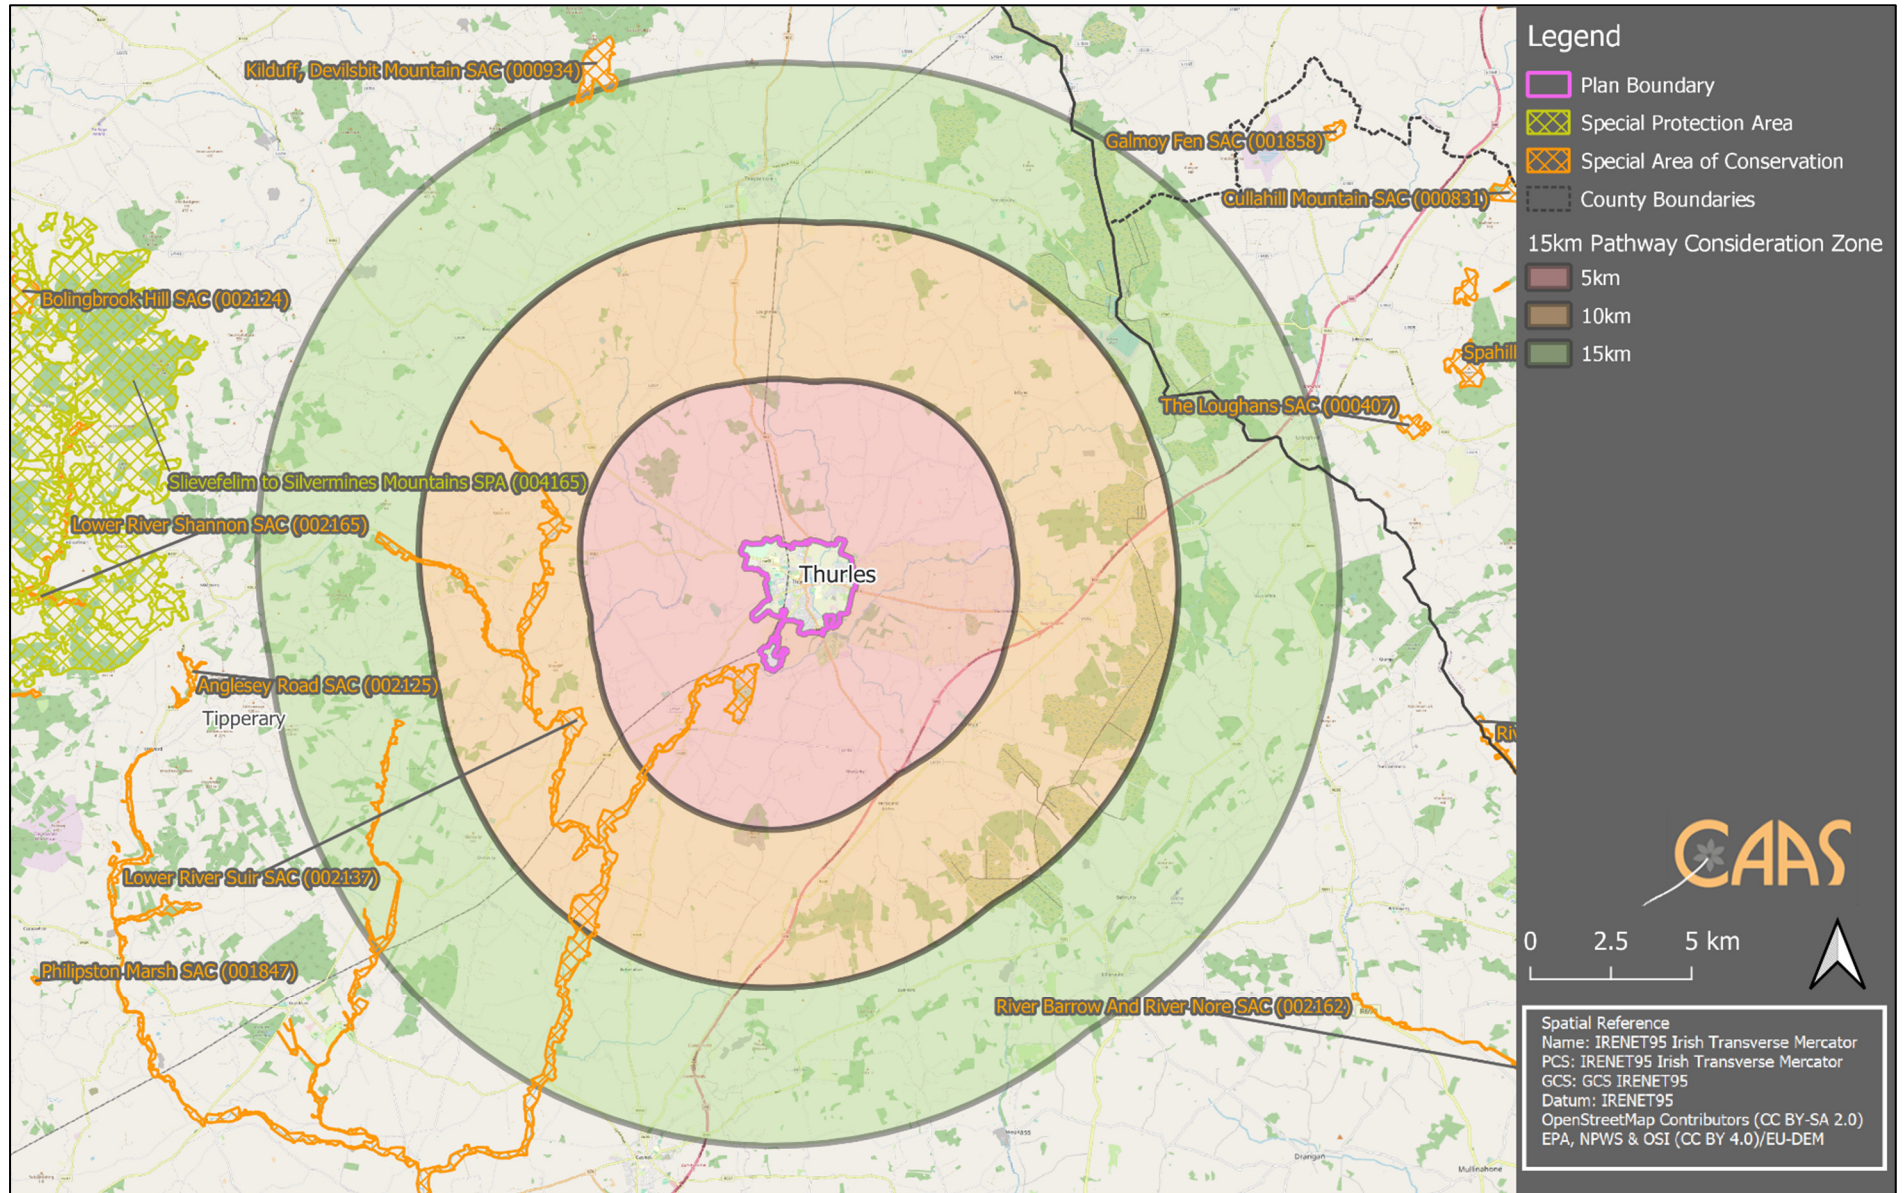 Kilduff, Devilsbit Mountain SAC (000934)
Galmoy Fen SAC (001858)
Cullahill Mountain SAC (000831)
Bolingbrook Hill SAC (002124)
Spahill
The Loughans SAC (000407)
Slievefelim to Silvermines Mountains SPA (004165)
Lower River Shannon SAC (002165)
Thurles
Anglesey Road SAC (002125)
Tipperary
Riv
Lower River Suir SAC (002137)
Philipston Marsh SAC (001847)
River Barrow And River Nore SAC (002162)
Drangan
Mullinahone
Legend
Plan Boundary
Special Protection Area
Special Area of Conservation
County Boundaries
15km Pathway Consideration Zone
5km
10km
15km
CAAS
0 2.5 5 km
Spatial Reference
Name: IRENET95 Irish Transverse Mercator
PCS: IRENET95 Irish Transverse Mercator
GCS: GCS IRENET95
Datum: IRENET95
OpenStreetMap Contributors (CC BY-SA 2.0)
EPA, NPWS & OSI (CC BY 4.0)/EU-DEM